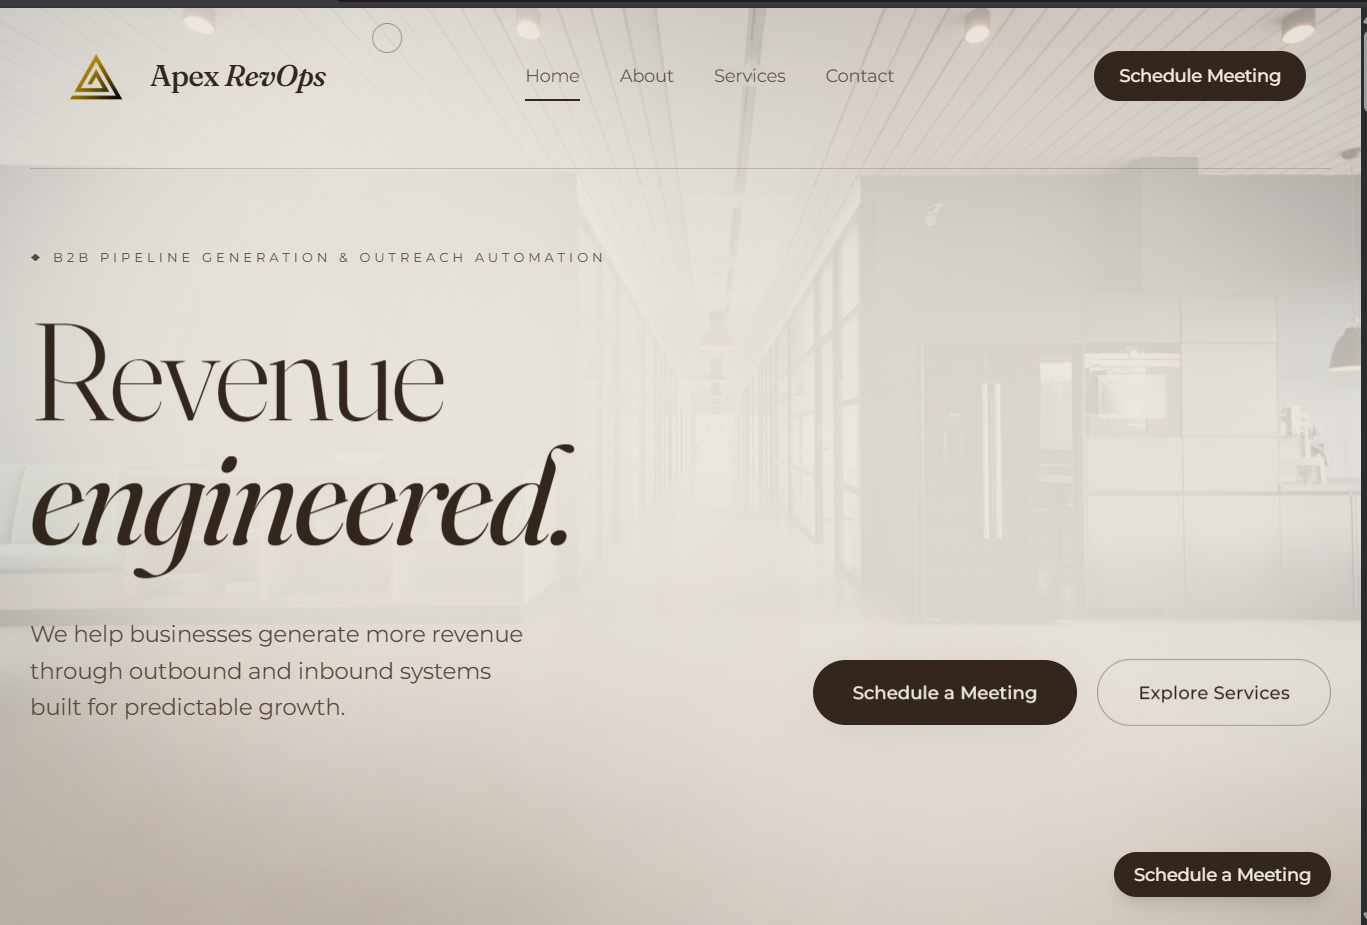 Apex RevOps
Home
About
Services
Contact
Schedule Meeting
B2B PIPELINE GENERATION & OUTREACH AUTOMATION
Revenue
engineered.
We help businesses generate more revenue
through outbound and inbound systems
built for predictable growth.
Schedule a Meeting
Explore Services
Schedule a Meeting